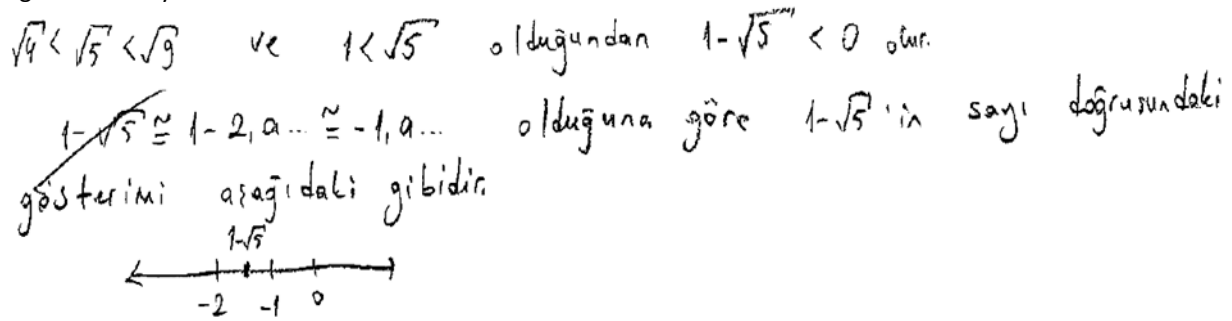 √4 < √5 < √9 ve 1 < √5 olduğundan 1-√5 < 0 olur.
1-√5 ≅ 1-2,a... ≅ -1,a... olduğuna göre 1-√5'in sayı doğrusundaki
gösterimi aşağıdaki gibidir.
1-√5
-2 -1 0